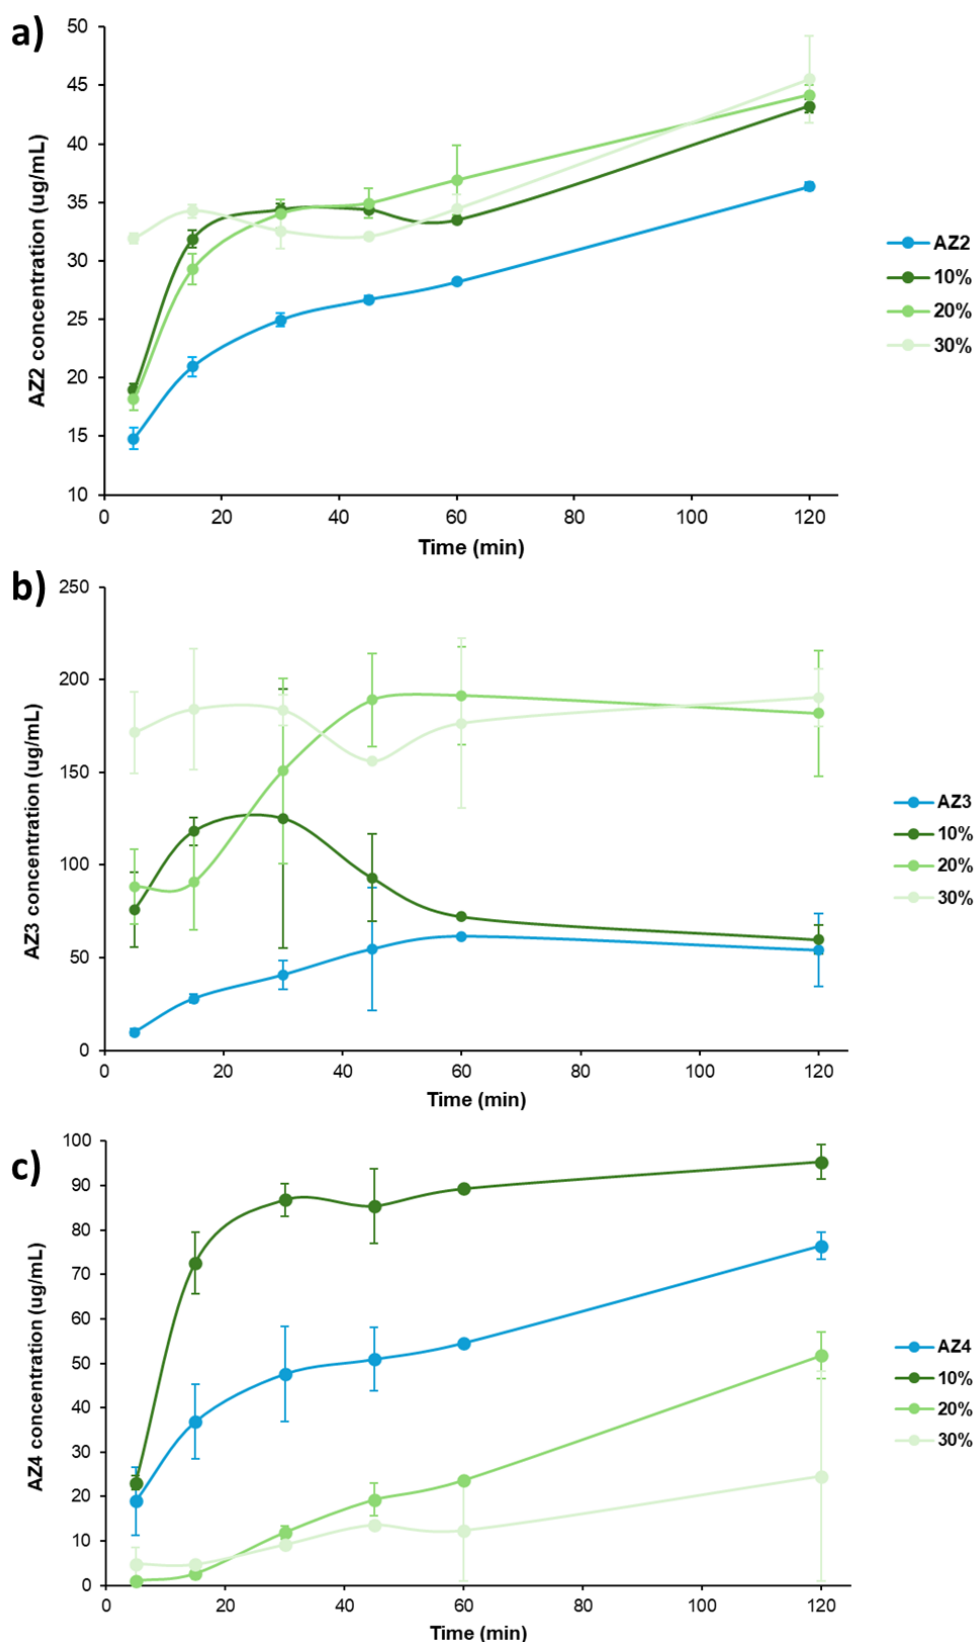 a)
50
45
40
35
30
25
20
15
10
AZ2 concentration (ug/mL)
0 20 40 60 80 100 120
Time (min)
AZ2
10%
20%
30%
b)
250
200
150
100
50
0
AZ3 concentration (ug/mL)
0 20 40 60 80 100 120
Time (min)
AZ3
10%
20%
30%
c)
100
90
80
70
60
50
40
30
20
10
0
AZ4 concentration (ug/mL)
0 20 40 60 80 100 120
Time (min)
AZ4
10%
20%
30%